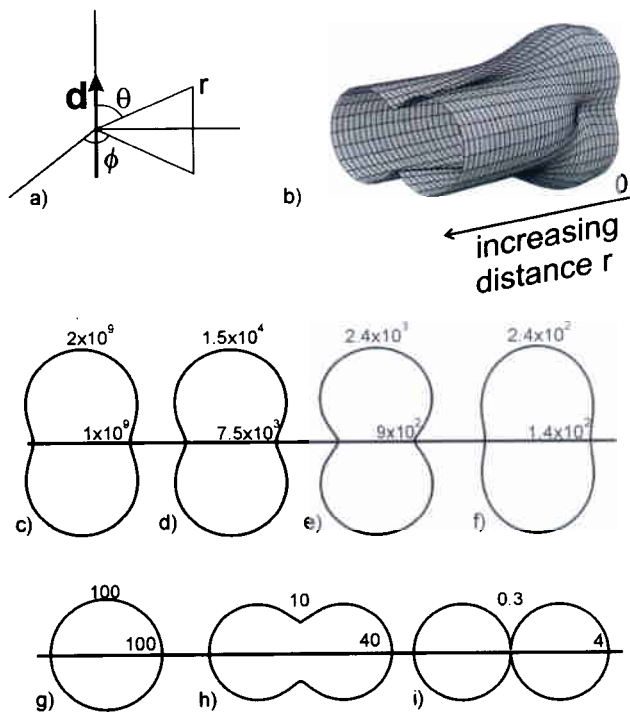 d
θ
r
ϕ
a)
b)
0
increasing
distance r
2x10⁹
1.5x10⁴
2.4x10³
2.4x10²
1x10⁹
7.5x10³
9x10²
1.4x10²
c)
d)
e)
f)
100
10
0.3
100
40
4
g)
h)
i)